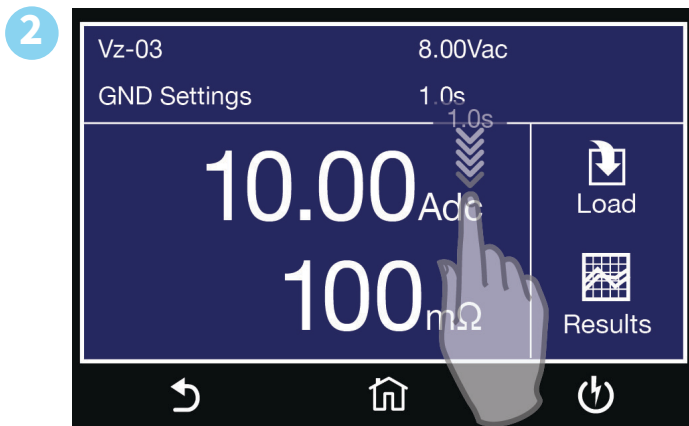 2
Vz-03 8.00Vac
GND Settings 1.0s
1.0s
10.00Adc
Load
100mΩ
Results